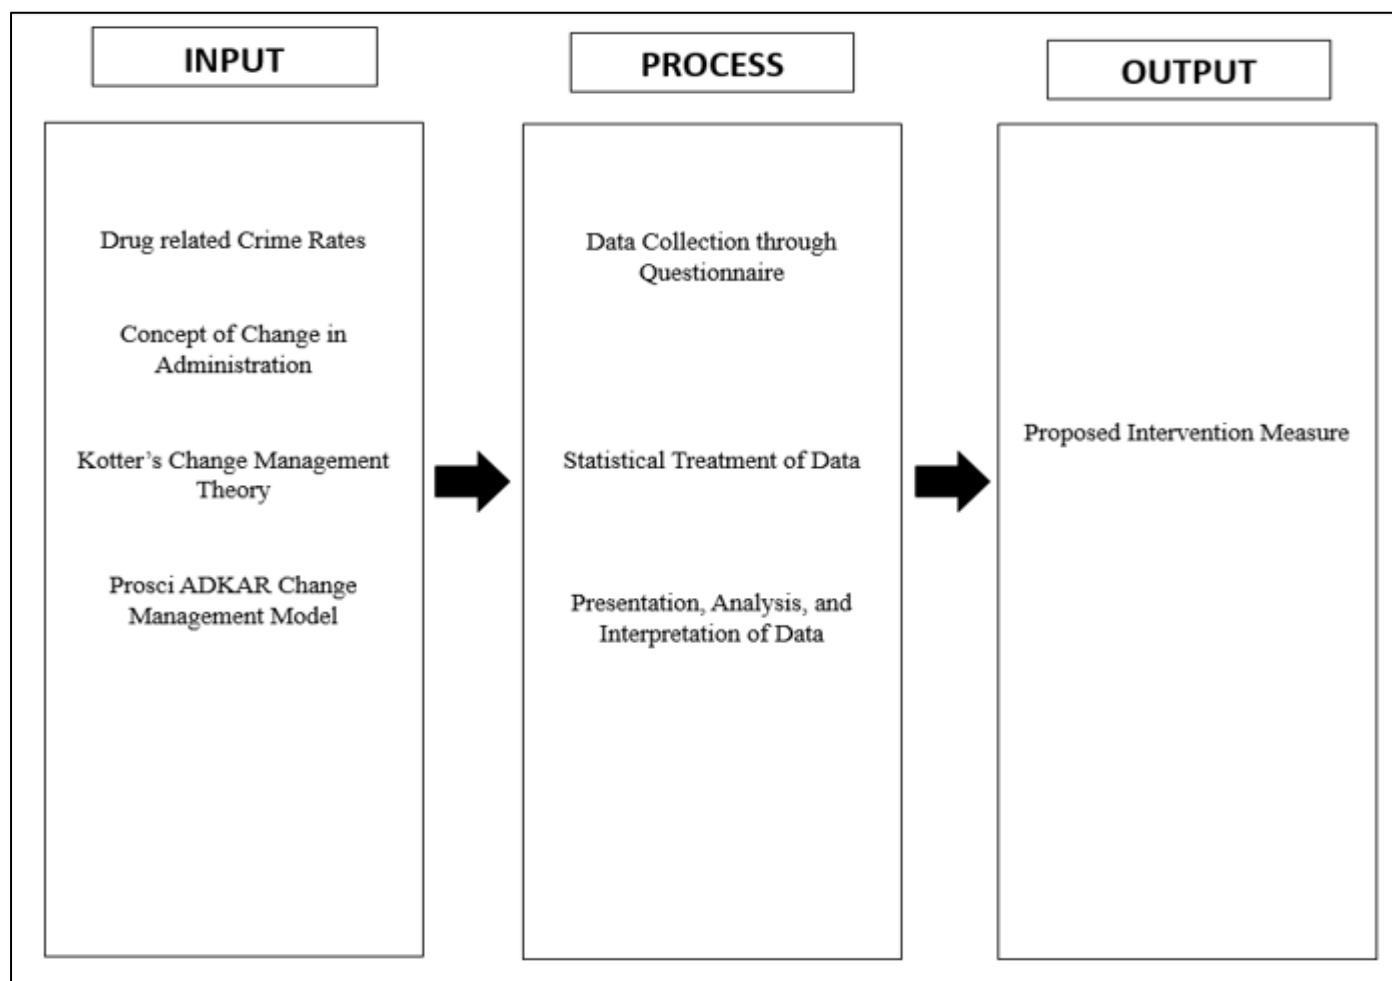 INPUT
Drug related Crime Rates
Concept of Change in
Administration
Kotter’s Change Management
Theory
Prosci ADKAR Change
Management Model
PROCESS
Data Collection through
Questionnaire
Statistical Treatment of Data
Presentation, Analysis, and
Interpretation of Data
OUTPUT
Proposed Intervention Measure